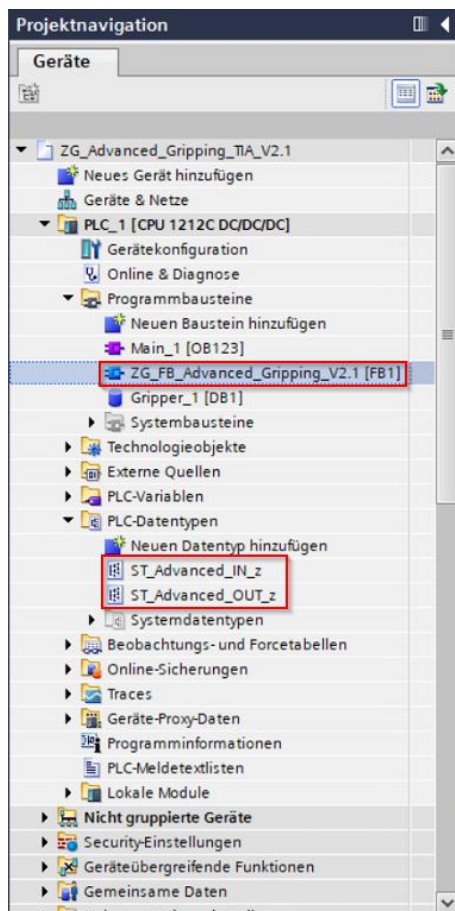 Projektnavigation
Geräte
ZG_Advanced_Gripping_TIA_V2.1
Neues Gerät hinzufügen
Geräte & Netze
PLC_1 [CPU 1212C DC/DC/DC]
Gerätekonfiguration
Online & Diagnose
Programmbausteine
Neuen Baustein hinzufügen
Main_1 [OB123]
ZG_FB_Advanced_Gripping_V2.1 [FB1]
Gripper_1 [DB1]
Systembausteine
Technologieobjekte
Externe Quellen
PLC-Variablen
PLC-Datentypen
Neuen Datentyp hinzufügen
ST_Advanced_IN_z
ST_Advanced_OUT_z
Systemdatentypen
Beobachtungs- und Forcetabellen
Online-Sicherungen
Traces
Geräte-Proxy-Daten
Programminformationen
PLC-Meldetextlisten
Lokale Module
Nicht gruppierte Geräte
Security-Einstellungen
Geräteübergreifende Funktionen
Gemeinsame Daten